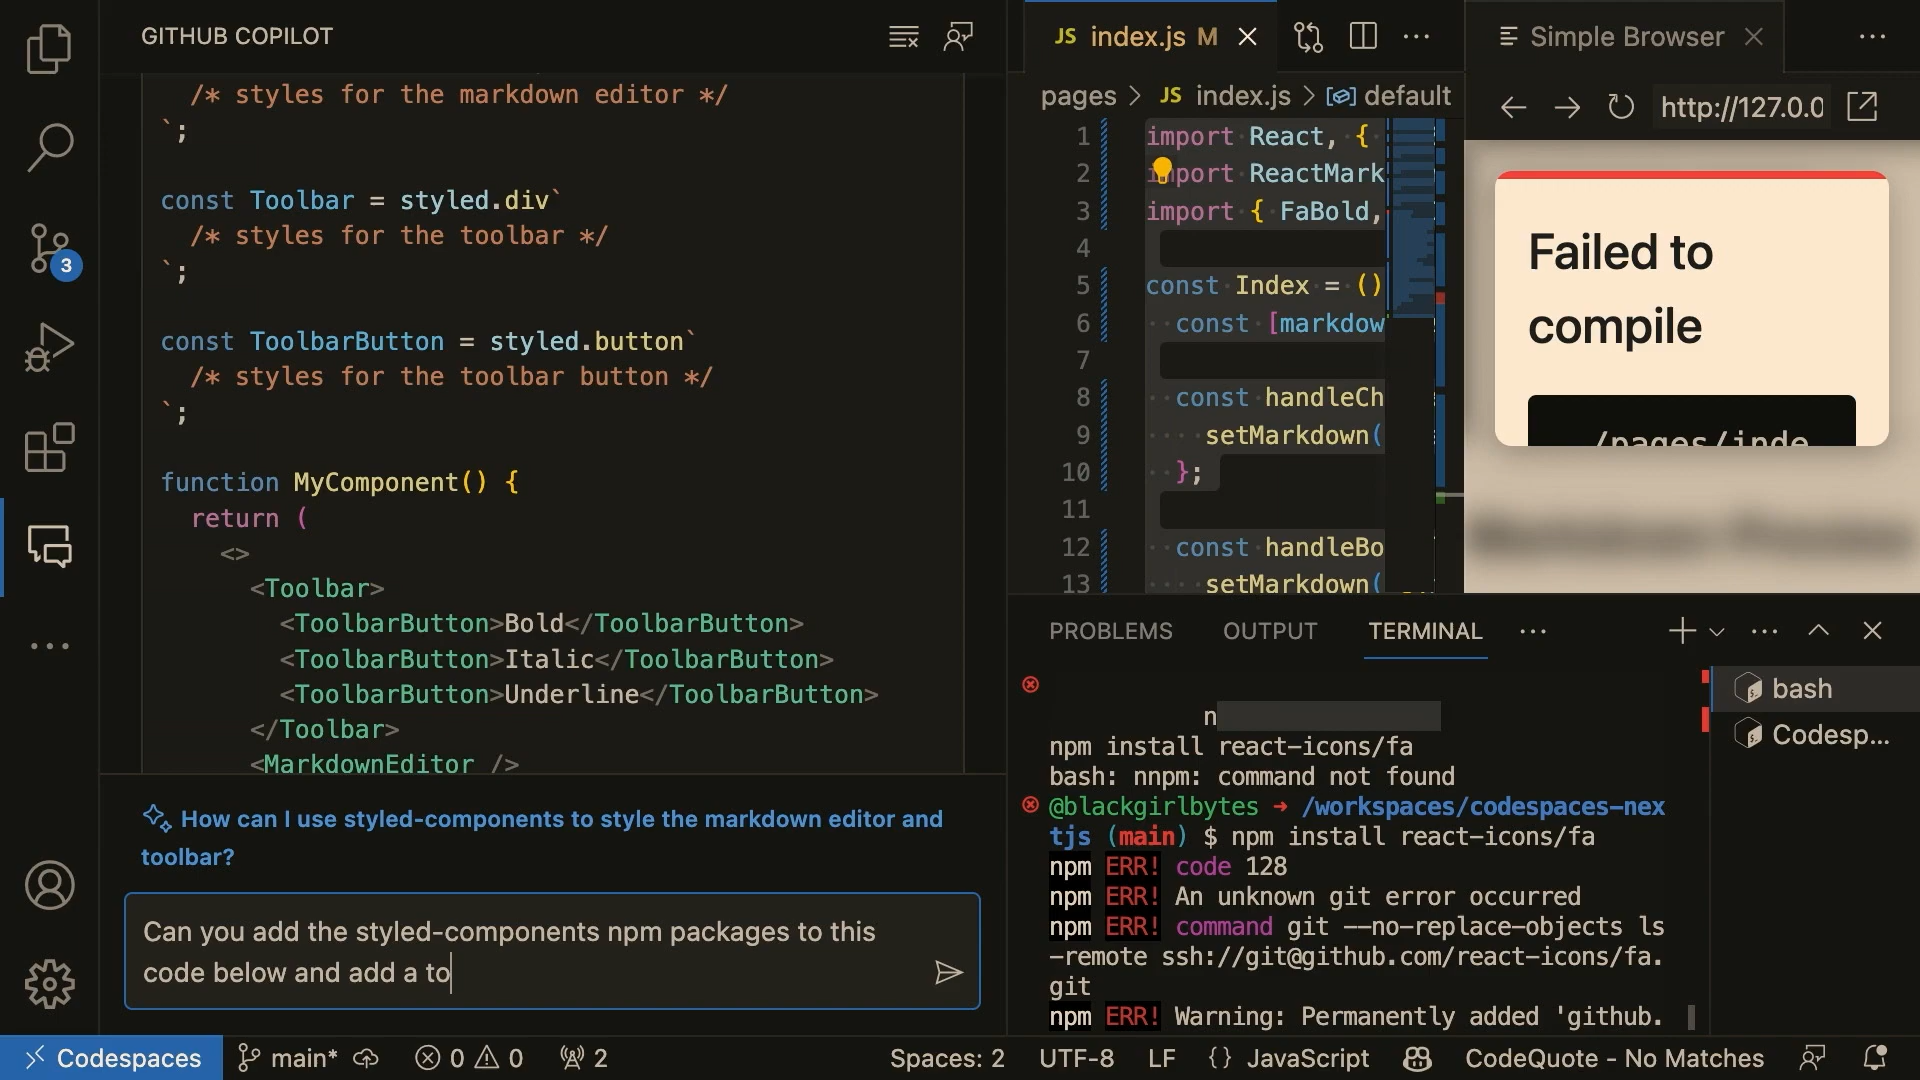 GITHUB COPILOT
/* styles for the markdown editor */
`;
const Toolbar = styled.div`
/* styles for the toolbar */
`;
const ToolbarButton = styled.button`
/* styles for the toolbar button */
`;
function MyComponent() {
return (
<>
<Toolbar>
<ToolbarButton>Bold</ToolbarButton>
<ToolbarButton>Italic</ToolbarButton>
<ToolbarButton>Underline</ToolbarButton>
</Toolbar>
<MarkdownEditor />
How can I use styled-components to style the markdown editor and
toolbar?
Can you add the styled-components npm packages to this
code below and add a to
3
JS index.js M
pages > JS index.js > default
1 import React, {
2 import ReactMark
3 import { FaBold,
4
5 const Index = ()
6 const [markdow
7
8 const handleCh
9 setMarkdown(
10 };
11
12 const handleBo
13 setMarkdown(
Simple Browser
http://127.0.0
Failed to
compile
./pages/inde
PROBLEMS OUTPUT TERMINAL
n
npm install react-icons/fa
bash: nnpm: command not found
@blackgirlbytes → /workspaces/codespaces-nex
tjs (main) $ npm install react-icons/fa
npm ERR! code 128
npm ERR! An unknown git error occurred
npm ERR! command git --no-replace-objects ls
-remote ssh://git@github.com/react-icons/fa.
git
npm ERR! Warning: Permanently added 'github.
bash
Codesp...
Codespaces main* 0 0 2 Spaces: 2 UTF-8 LF {} JavaScript CodeQuote - No Matches